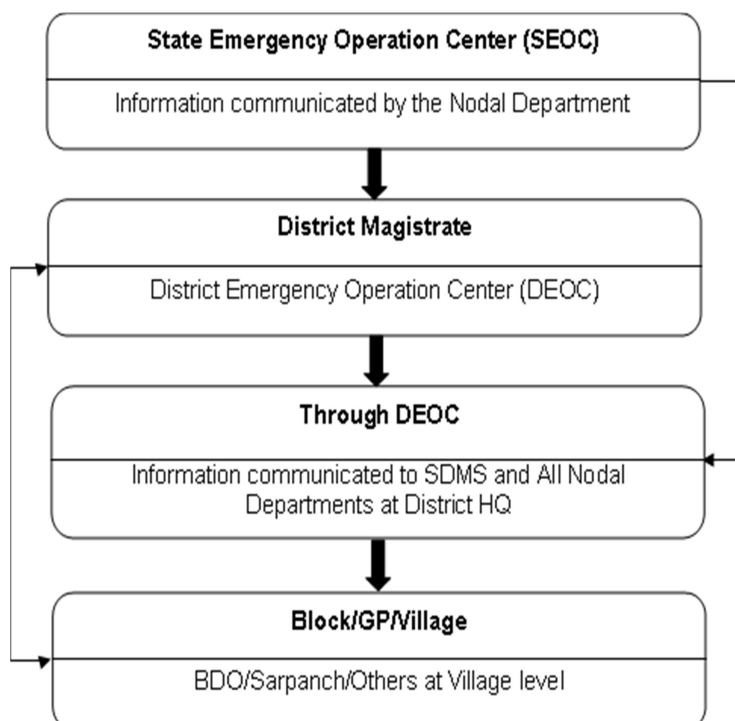 State Emergency Operation Center (SEOC)
Information communicated by the Nodal Department
District Magistrate
District Emergency Operation Center (DEOC)
Through DEOC
Information communicated to SDMS and All Nodal
Departments at District HQ
Block/GP/Village
BDO/Sarpanch/Others at Village level